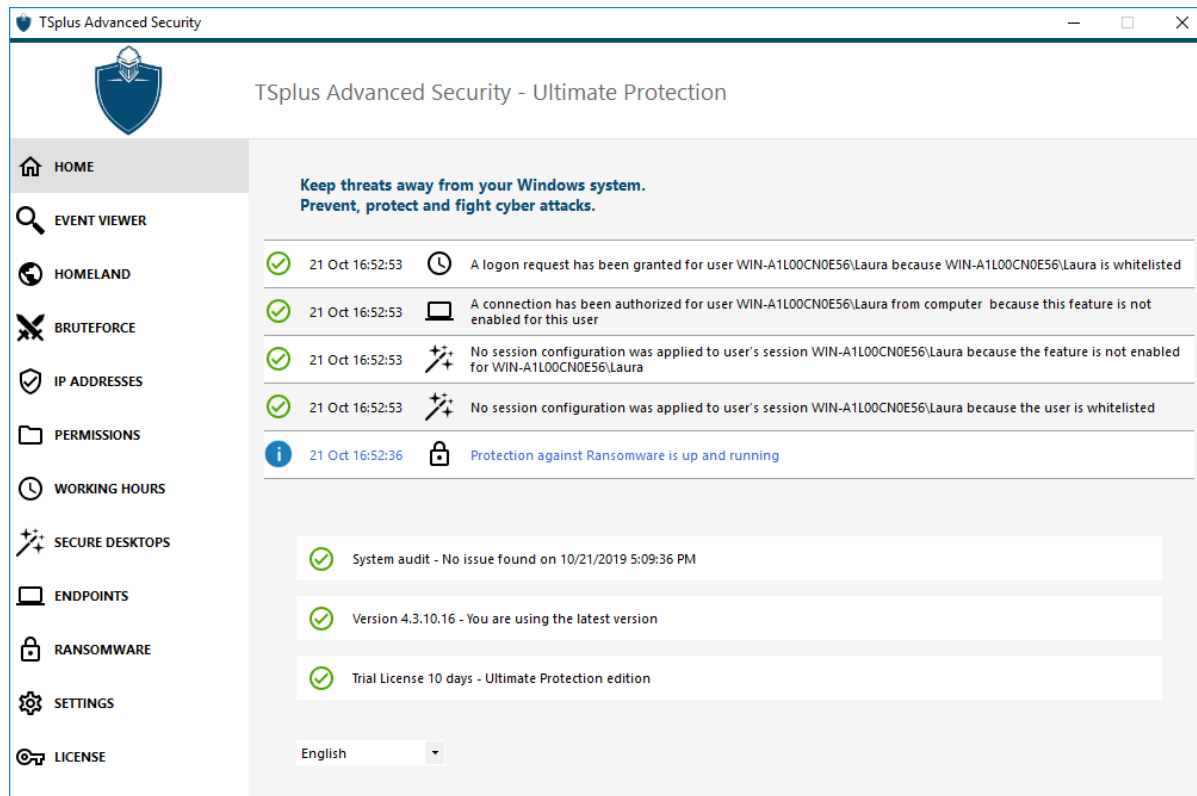 TSplus Advanced Security
TSplus Advanced Security - Ultimate Protection
HOME
EVENT VIEWER
HOMELAND
BRUTEFORCE
IP ADDRESSES
PERMISSIONS
WORKING HOURS
SECURE DESKTOPS
ENDPOINTS
RANSOMWARE
SETTINGS
LICENSE
Keep threats away from your Windows system.
Prevent, protect and fight cyber attacks.
21 Oct 16:52:53 A logon request has been granted for user WIN-A1L00CN0E56\Laura because WIN-A1L00CN0E56\Laura is whitelisted
21 Oct 16:52:53 A connection has been authorized for user WIN-A1L00CN0E56\Laura from computer because this feature is not
enabled for this user
21 Oct 16:52:53 No session configuration was applied to user's session WIN-A1L00CN0E56\Laura because the feature is not enabled
for WIN-A1L00CN0E56\Laura
21 Oct 16:52:53 No session configuration was applied to user's session WIN-A1L00CN0E56\Laura because the user is whitelisted
21 Oct 16:52:36 Protection against Ransomware is up and running
System audit - No issue found on 10/21/2019 5:09:36 PM
Version 4.3.10.16 - You are using the latest version
Trial License 10 days - Ultimate Protection edition
English